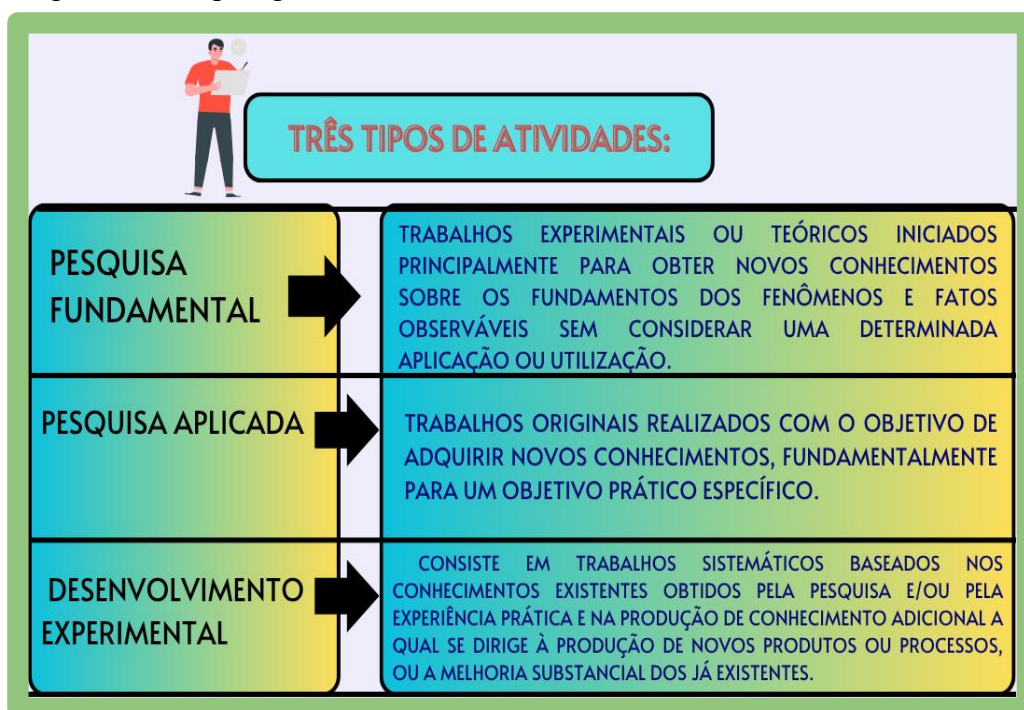 TRÊS TIPOS DE ATIVIDADES:
PESQUISA
FUNDAMENTAL
TRABALHOS EXPERIMENTAIS OU TEÓRICOS INICIADOS
PRINCIPALMENTE PARA OBTER NOVOS CONHECIMENTOS
SOBRE OS FUNDAMENTOS DOS FENÔMENOS E FATOS
OBSERVÁVEIS SEM CONSIDERAR UMA DETERMINADA
APLICAÇÃO OU UTILIZAÇÃO.
PESQUISA APLICADA
TRABALHOS ORIGINAIS REALIZADOS COM O OBJETIVO DE
ADQUIRIR NOVOS CONHECIMENTOS, FUNDAMENTALMENTE
PARA UM OBJETIVO PRÁTICO ESPECÍFICO.
DESENVOLVIMENTO
EXPERIMENTAL
CONSISTE EM TRABALHOS SISTEMÁTICOS BASEADOS NOS
CONHECIMENTOS EXISTENTES OBTIDOS PELA PESQUISA E/OU PELA
EXPERIÊNCIA PRÁTICA E NA PRODUÇÃO DE CONHECIMENTO ADICIONAL A
QUAL SE DIRIGE À PRODUÇÃO DE NOVOS PRODUTOS OU PROCESSOS,
OU A MELHORIA SUBSTANCIAL DOS JÁ EXISTENTES.